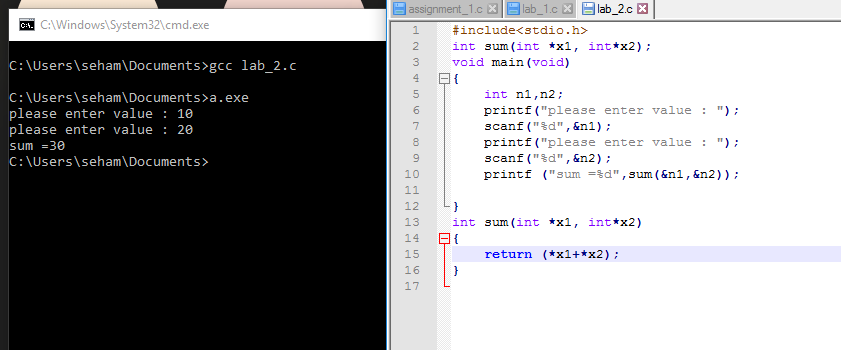 C:\Windows\System32\cmd.exe
C:\Users\seham\Documents>gcc lab_2.c
C:\Users\seham\Documents>a.exe
please enter value : 10
please enter value : 20
sum =30
C:\Users\seham\Documents>
assignment_1.c lab_1.c lab_2.c
1 #include<stdio.h>
2 int sum(int *x1, int*x2);
3 void main(void)
4 {
5 int n1,n2;
6 printf("please enter value : ");
7 scanf("%d",&n1);
8 printf("please enter value : ");
9 scanf("%d",&n2);
10 printf ("sum =%d",sum(&n1,&n2));
11
12 }
13 int sum(int *x1, int*x2)
14 {
15 return (*x1+*x2);
16 }
17